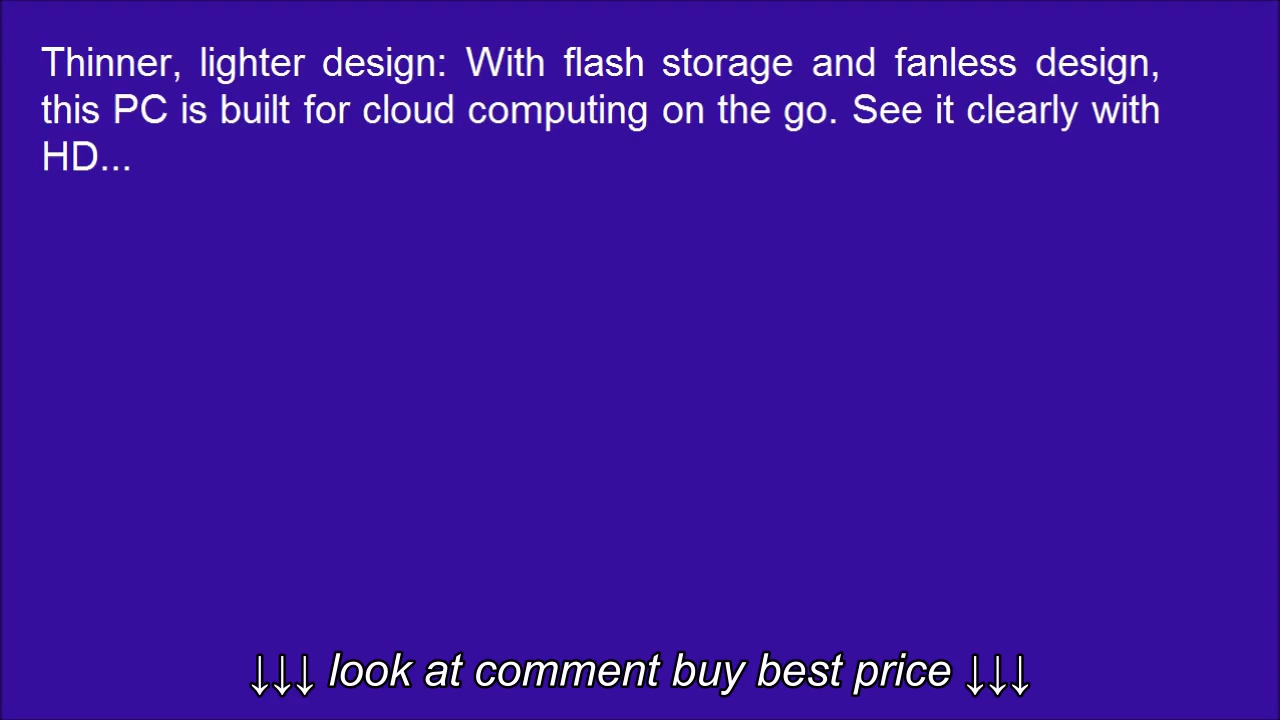 Thinner, lighter design: With flash storage and fanless design,
this PC is built for cloud computing on the go. See it clearly with
HD...
↓↓↓ look at comment buy best price ↓↓↓